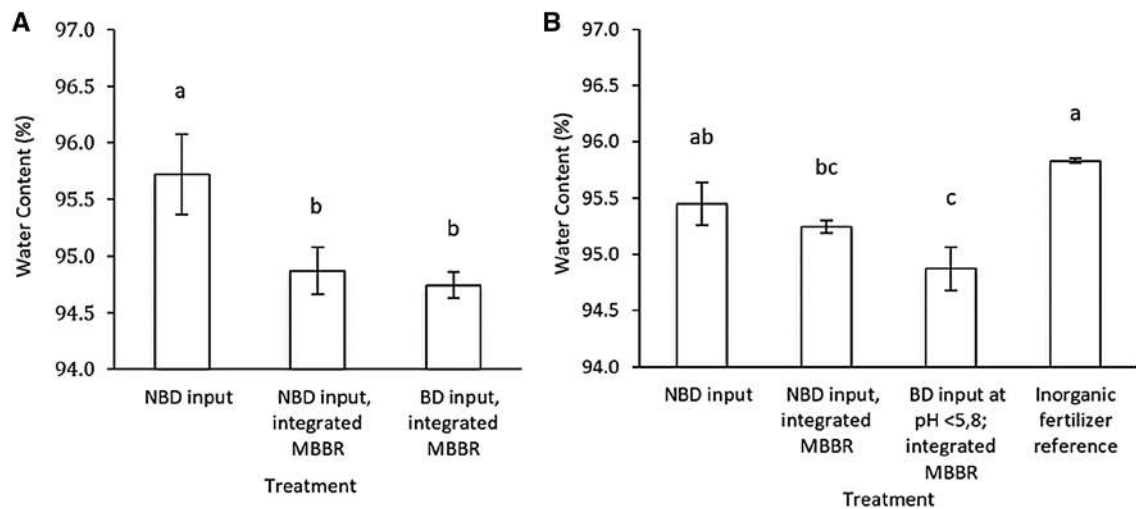 A
Water Content (%)
97.0
96.5
96.0
95.5
95.0
94.5
94.0
a
b
b
NBD input
NBD input,
integrated
MBBR
BD input,
integrated
MBBR
Treatment
B
Water Content (%)
97.0
96.5
96.0
95.5
95.0
94.5
94.0
ab
bc
c
a
NBD input
NBD input,
integrated
MBBR
BD input at
pH <5,8;
integrated
MBBR
Inorganic
fertilizer
reference
Treatment